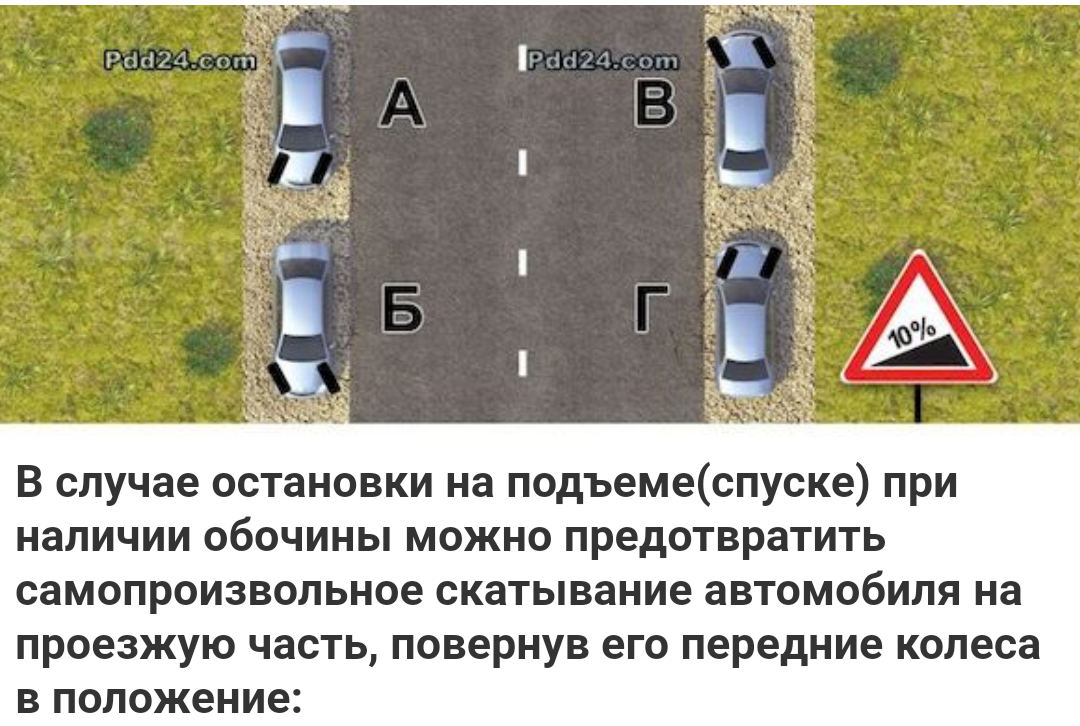 Pdd24.com Pdd24.com
А В
Б Г
10%
В случае остановки на подъеме(спуске) при
наличии обочины можно предотвратить
самопроизвольное скатывание автомобиля на
проезжую часть, повернув его передние колеса
в положение: